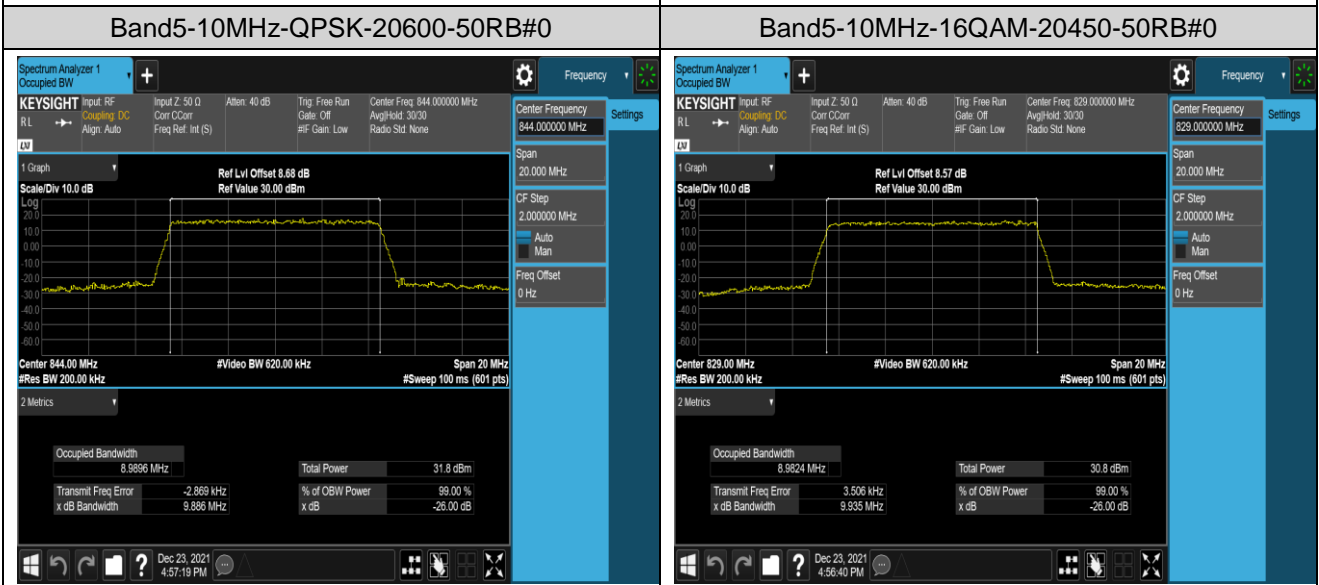 Band5-10MHz-QPSK-20600-50RB#0
Spectrum Analyzer 1
Occupied BW
Frequency
KEYSIGHT
RL
LXI
Input: RF
Coupling: DC
Align: Auto
Input Z: 50 Ω
Corr CCorr
Freq Ref: Int (S)
Atten: 40 dB
Trig: Free Run
Gate: Off
#IF Gain: Low
Center Freq: 844.000000 MHz
Avg|Hold: 30/30
Radio Std: None
Center Frequency
844.000000 MHz
Settings
Span
20.000 MHz
CF Step
2.000000 MHz
Auto
Man
Freq Offset
0 Hz
1 Graph
Scale/Div 10.0 dB
Ref Lvl Offset 8.68 dB
Ref Value 30.00 dBm
Log
20.0
10.0
0.00
-10.0
-20.0
-30.0
-40.0
-50.0
-60.0
Center 844.00 MHz
#Video BW 620.00 kHz
Span 20 MHz
#Res BW 200.00 kHz
#Sweep 100 ms (601 pts)
2 Metrics
Occupied Bandwidth
8.9896 MHz
Total Power 31.8 dBm
Transmit Freq Error -2.869 kHz
% of OBW Power 99.00 %
x dB Bandwidth 9.886 MHz
x dB -26.00 dB
?
Dec 23, 2021
4:57:19 PM
Band5-10MHz-16QAM-20450-50RB#0
Spectrum Analyzer 1
Occupied BW
Frequency
KEYSIGHT
RL
LXI
Input: RF
Coupling: DC
Align: Auto
Input Z: 50 Ω
Corr CCorr
Freq Ref: Int (S)
Atten: 40 dB
Trig: Free Run
Gate: Off
#IF Gain: Low
Center Freq: 829.000000 MHz
Avg|Hold: 30/30
Radio Std: None
Center Frequency
829.000000 MHz
Settings
Span
20.000 MHz
CF Step
2.000000 MHz
Auto
Man
Freq Offset
0 Hz
1 Graph
Scale/Div 10.0 dB
Ref Lvl Offset 8.57 dB
Ref Value 30.00 dBm
Log
20.0
10.0
0.00
-10.0
-20.0
-30.0
-40.0
-50.0
-60.0
Center 829.00 MHz
#Video BW 620.00 kHz
Span 20 MHz
#Res BW 200.00 kHz
#Sweep 100 ms (601 pts)
2 Metrics
Occupied Bandwidth
8.9824 MHz
Total Power 30.8 dBm
Transmit Freq Error 3.506 kHz
% of OBW Power 99.00 %
x dB Bandwidth 9.935 MHz
x dB -26.00 dB
?
Dec 23, 2021
4:56:40 PM